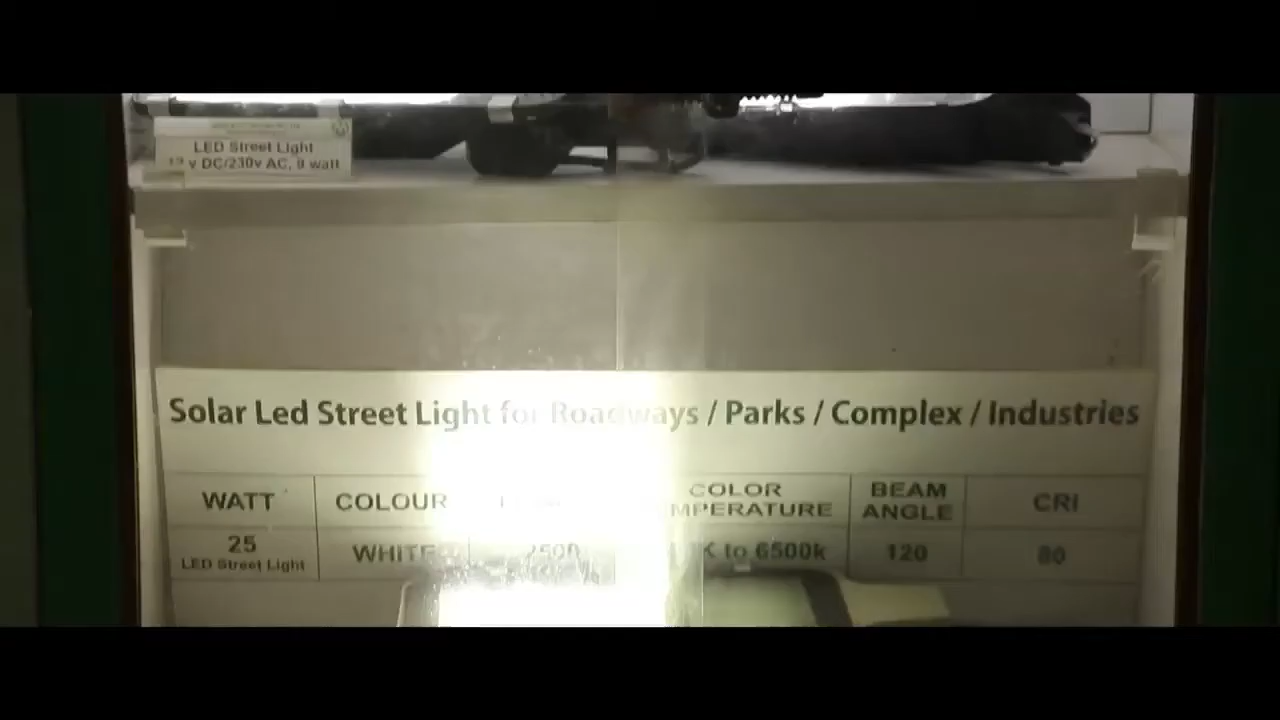 LED Street Light
12 v DC/230v AC, 9 watt
Solar Led Street Light for Roadways / Parks / Complex / Industries
WATT COLOUR COLOR BEAM CRI
ANGLE
25 WHITE 2500 K to 6500k 120 80
LED Street Light